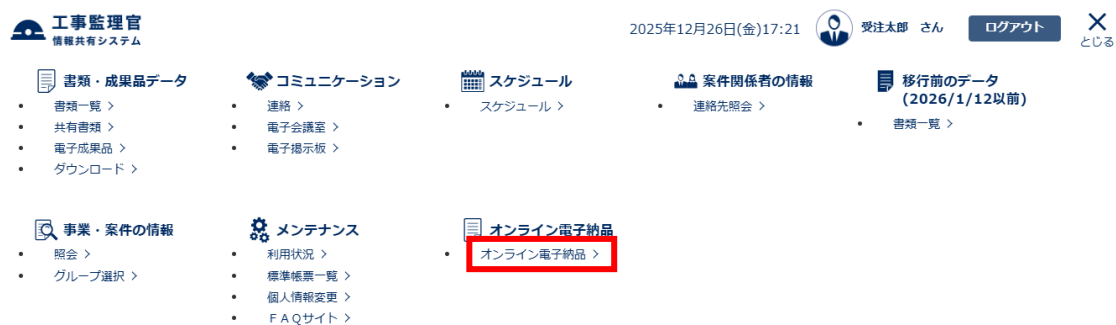 工事監理官
情報共有システム
2025年12月26日(金)17:21 受注太郎 さん ログアウト とじる
書類・成果品データ
書類一覧
共有書類
電子成果品
ダウンロード
コミュニケーション
連絡
電子会議室
電子掲示板
スケジュール
スケジュール
案件関係者の情報
連絡先照会
移行前のデータ
(2026/1/12以前)
書類一覧
事業・案件の情報
照会
グループ選択
メンテナンス
利用状況
標準帳票一覧
個人情報変更
ＦＡＱサイト
オンライン電子納品
オンライン電子納品